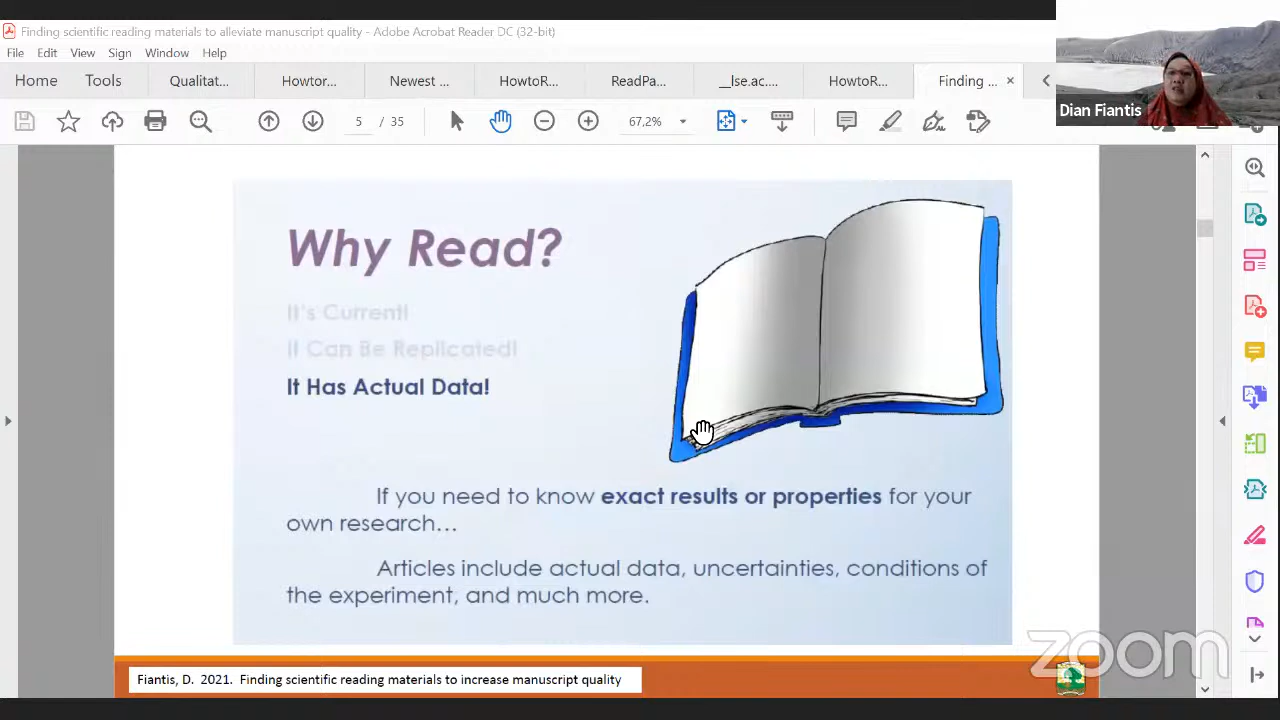 Finding scientific reading materials to alleviate manuscript quality - Adobe Acrobat Reader DC (32-bit)
File Edit View Sign Window Help
Home Tools Qualitat... Howtor... Newest ... HowtoR... ReadPa... __lse.ac.... HowtoR... Finding ... ×
5 / 35 67,2%
Dian Fiantis
Why Read?
It's Current!
It Can Be Replicated!
It Has Actual Data!
If you need to know exact results or properties for your
own research...
Articles include actual data, uncertainties, conditions of
the experiment, and much more.
Fiantis, D. 2021. Finding scientific reading materials to increase manuscript quality
zoom